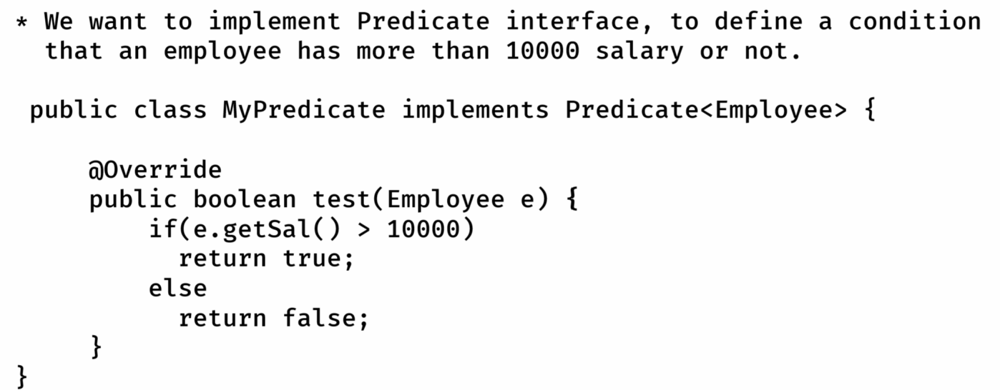 * We want to implement Predicate interface, to define a condition
that an employee has more than 10000 salary or not.
public class MyPredicate implements Predicate<Employee> {
@Override
public boolean test(Employee e) {
if(e.getSal() > 10000)
return true;
else
return false;
}
}